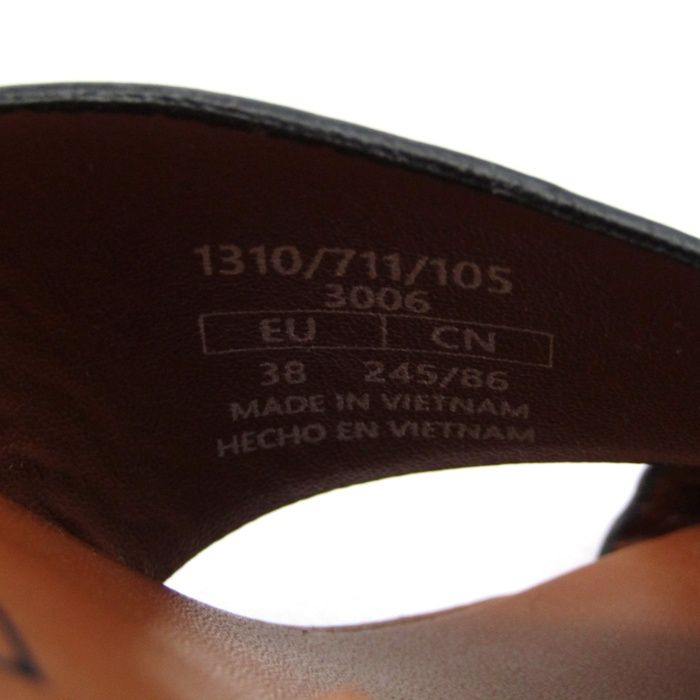 1310/711/105
3006
EU CN
38 245/86
MADE IN VIETNAM
HECHO EN VIETNAM